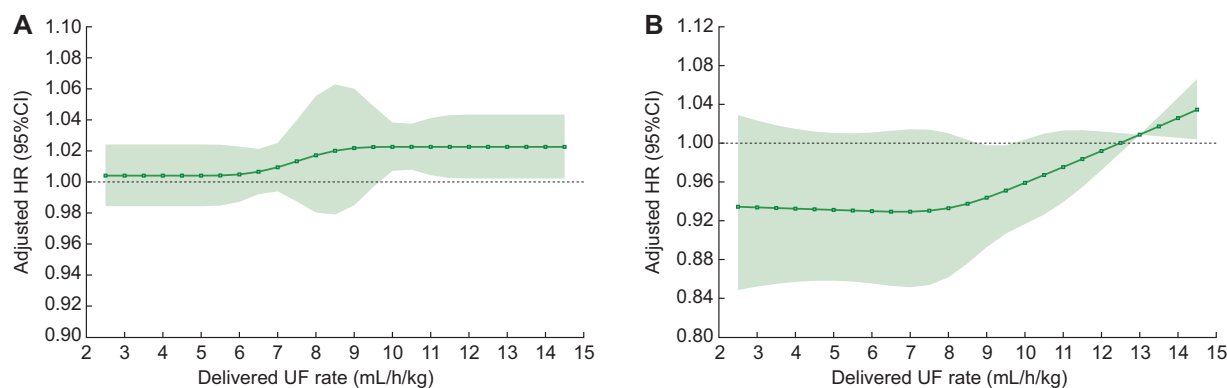 A
Adjusted HR (95%CI)
1.10
1.08
1.06
1.04
1.02
1.00
0.98
0.96
0.94
0.92
0.90
2 3 4 5 6 7 8 9 10 11 12 13 14 15
Delivered UF rate (mL/h/kg)
B
Adjusted HR (95%CI)
1.12
1.08
1.04
1.00
0.96
0.92
0.88
0.84
0.80
2 3 4 5 6 7 8 9 10 11 12 13 14 15
Delivered UF rate (mL/h/kg)